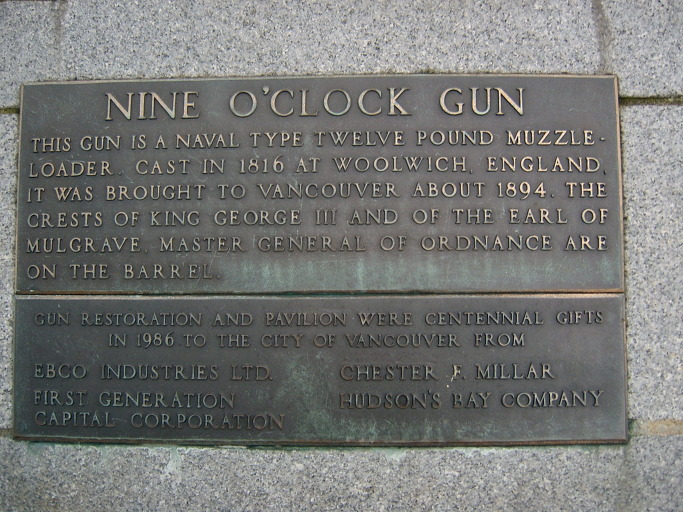 NINE O'CLOCK GUN
THIS GUN IS A NAVAL TYPE TWELVE POUND MUZZLE-
LOADER. CAST IN 1816 AT WOOLWICH, ENGLAND,
IT WAS BROUGHT TO VANCOUVER ABOUT 1894. THE
CRESTS OF KING GEORGE III AND OF THE EARL OF
MULGRAVE, MASTER GENERAL OF ORDNANCE ARE
ON THE BARREL.
GUN RESTORATION AND PAVILION WERE CENTENNIAL GIFTS
IN 1986 TO THE CITY OF VANCOUVER FROM
EBCO INDUSTRIES LTD. CHESTER F. MILLAR
FIRST GENERATION HUDSON'S BAY COMPANY
CAPITAL CORPORATION